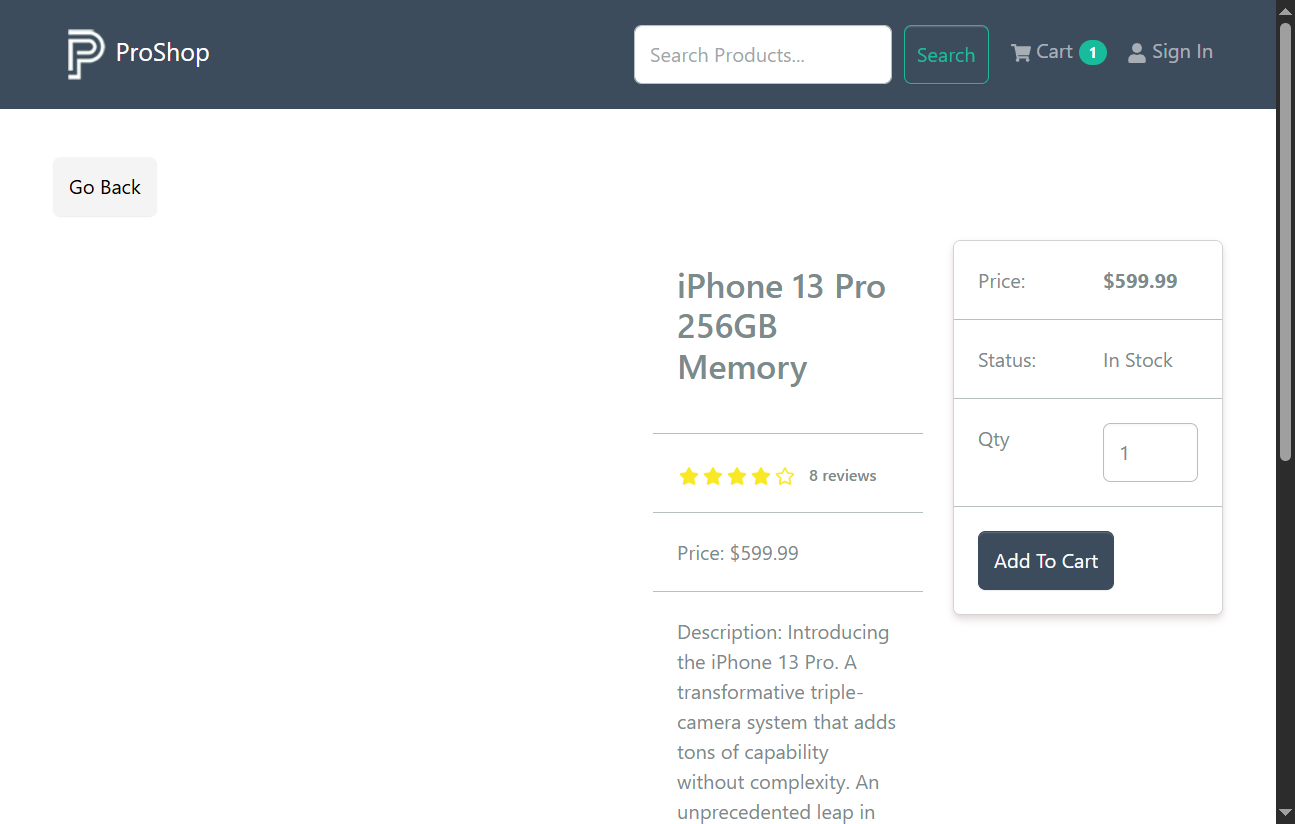 ProShop
Search Products...
Search
Cart 1
Sign In
Go Back
iPhone 13 Pro
256GB
Memory
8 reviews
Price: $599.99
Description: Introducing
the iPhone 13 Pro. A
transformative triple-
camera system that adds
tons of capability
without complexity. An
unprecedented leap in
Price: $599.99
Status: In Stock
Qty 1
Add To Cart